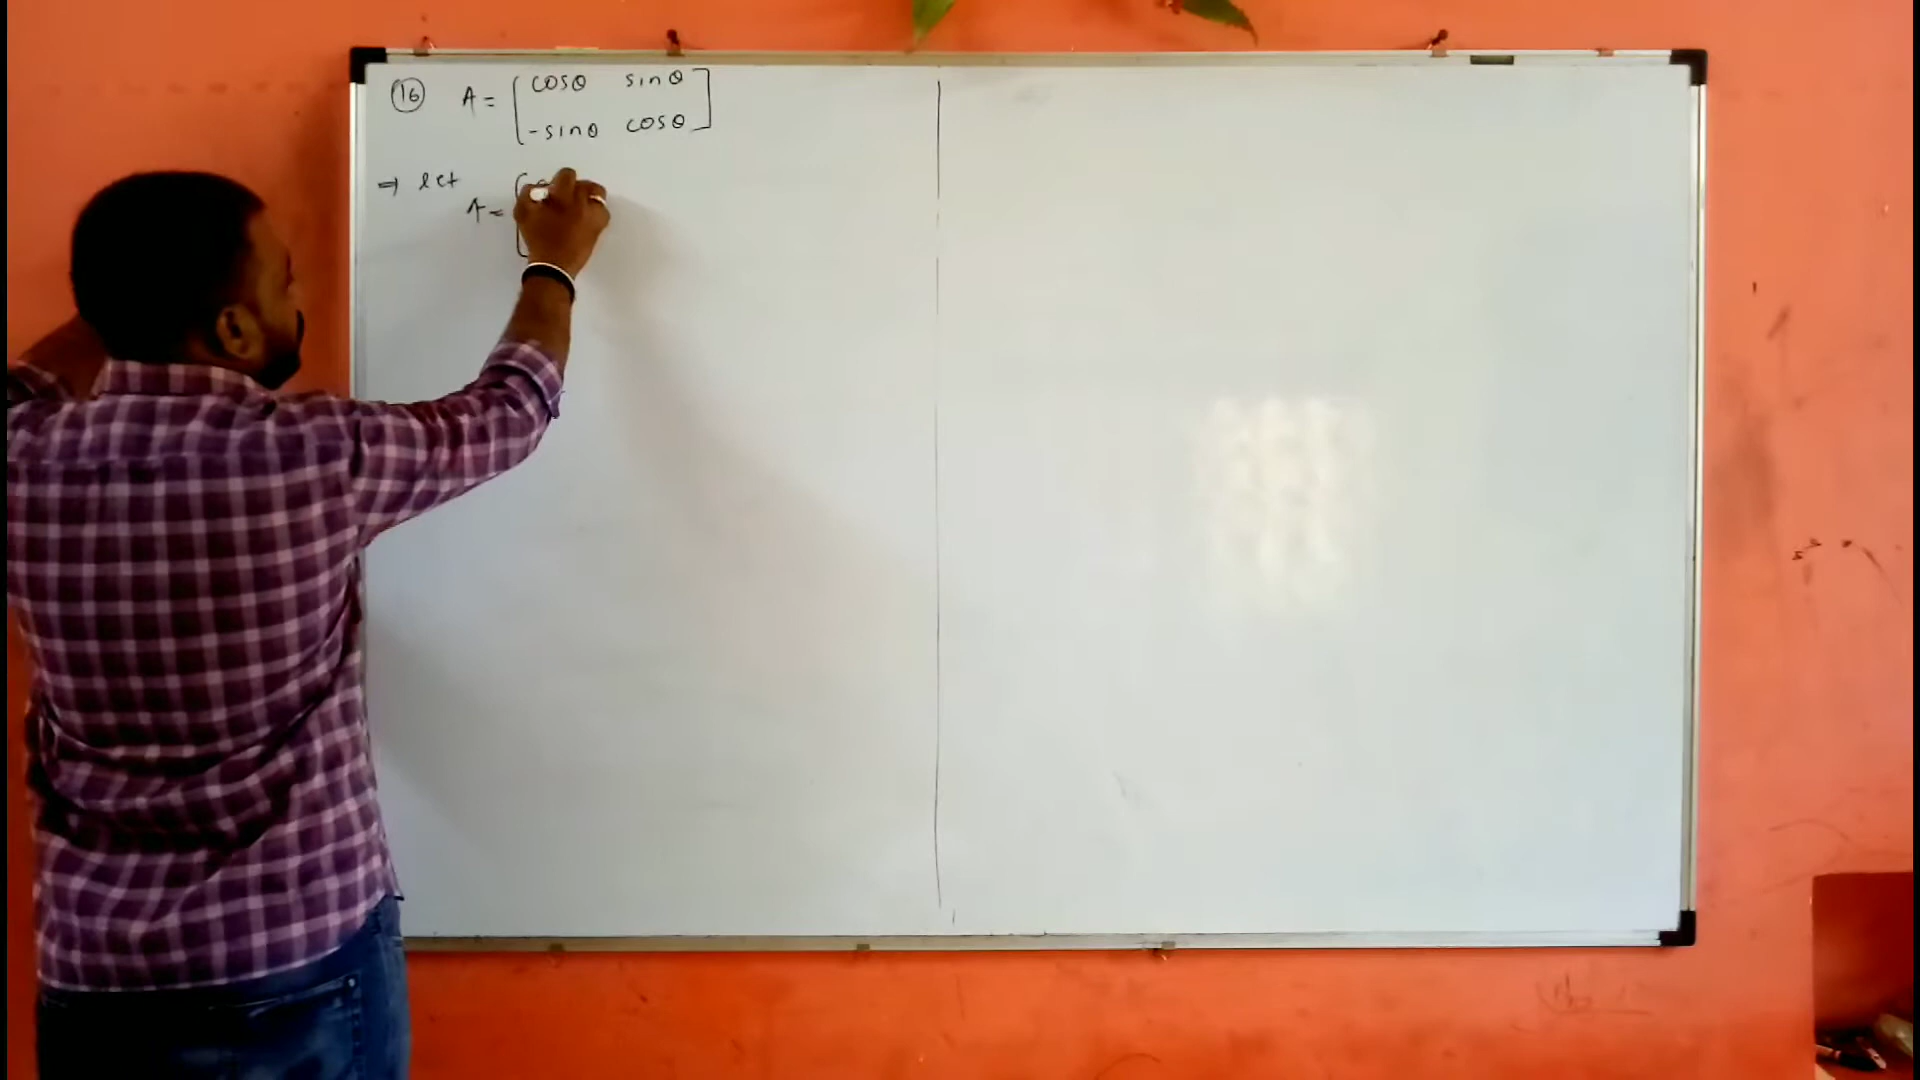 (16) A = [ cosθ sinθ
-sinθ cosθ ]
⇒ let
A = [